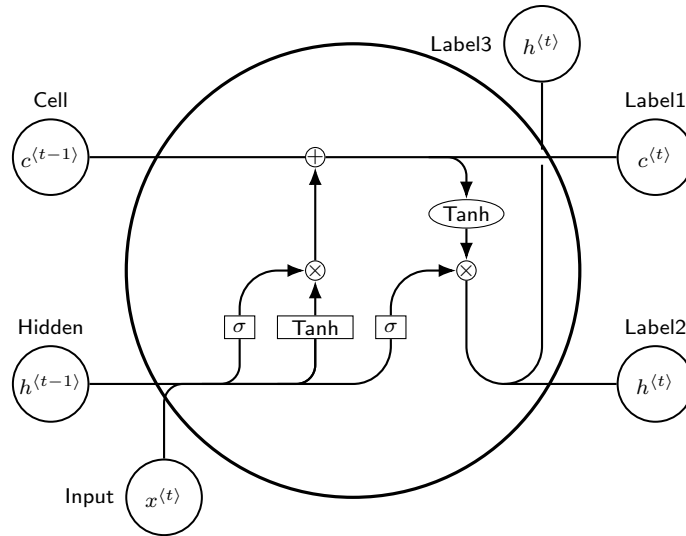 Label3
h⟨t⟩
Cell
Label1
c⟨t−1⟩
+
c⟨t⟩
Tanh
×
×
σ
Tanh
σ
Hidden
Label2
h⟨t−1⟩
h⟨t⟩
Input
x⟨t⟩